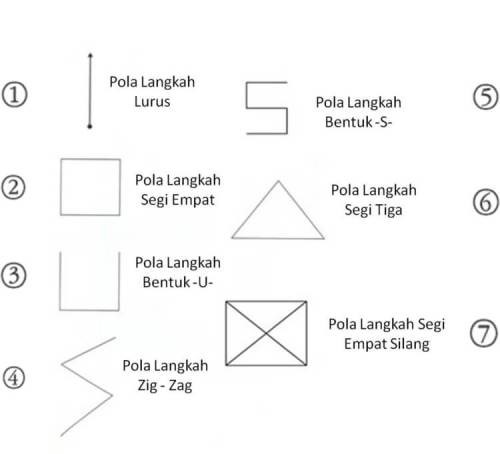 ① Pola Langkah
Lurus
② Pola Langkah
Segi Empat
③ Pola Langkah
Bentuk -U-
④ Pola Langkah
Zig - Zag
Pola Langkah ⑤
Bentuk -S-
Pola Langkah ⑥
Segi Tiga
Pola Langkah Segi ⑦
Empat Silang